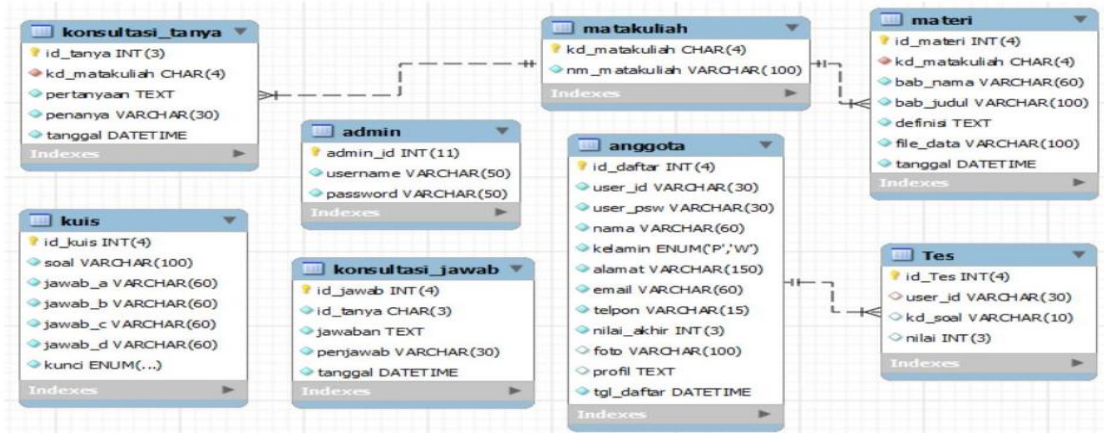 konsultasi_tanya
id_tanya INT(3)
kd_matakuliah CHAR(4)
pertanyaan TEXT
penanya VARCHAR(30)
tanggal DATETIME
Indexes
matakuliah
kd_matakuliah CHAR(4)
nm_matakuliah VARCHAR(100)
Indexes
materi
id_materi INT(4)
kd_matakuliah CHAR(4)
bab_nama VARCHAR(60)
bab_judul VARCHAR(100)
definisi TEXT
file_data VARCHAR(100)
tanggal DATETIME
Indexes
admin
admin_id INT(11)
username VARCHAR(50)
password VARCHAR(50)
Indexes
anggota
id_daftar INT(4)
user_id VARCHAR(30)
user_psw VARCHAR(30)
nama VARCHAR(60)
kelamin ENUM('P','W')
alamat VARCHAR(150)
email VARCHAR(60)
telpon VARCHAR(15)
nilai_akhir INT(3)
foto VARCHAR(100)
profil TEXT
tgl_daftar DATETIME
Indexes
kuis
id_kuis INT(4)
soal VARCHAR(100)
jawab_a VARCHAR(60)
jawab_b VARCHAR(60)
jawab_c VARCHAR(60)
jawab_d VARCHAR(60)
kunci ENUM(...)
Indexes
konsultasi_jawab
id_jawab INT(4)
id_tanya CHAR(3)
jawaban TEXT
penjawab VARCHAR(30)
tanggal DATETIME
Indexes
Tes
id_Tes INT(4)
user_id VARCHAR(30)
kd_soal VARCHAR(10)
nilai INT(3)
Indexes